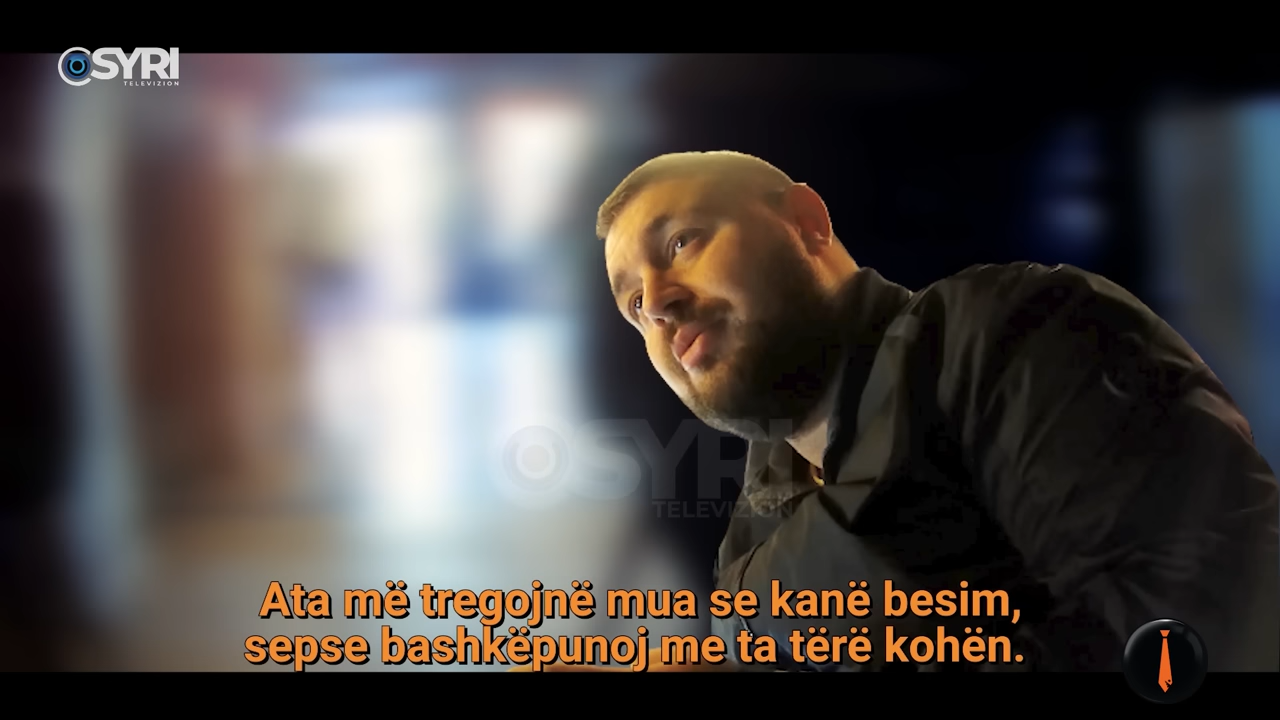 SYRI
TELEVIZION
SYRI
TELEVIZION
Ata më tregojnë mua se kanë besim,
sepse bashkëpunoj me ta tërë kohën.